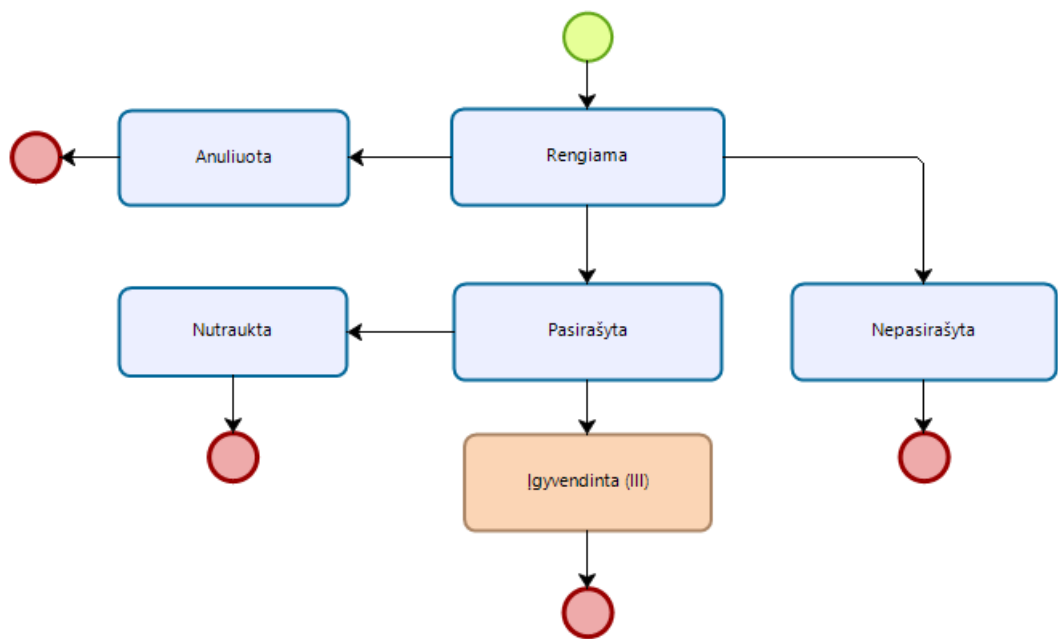 Anuliuota
Rengiama
Nutraukta
Pasirašyta
Nepasirašyta
Įgyvendinta (III)